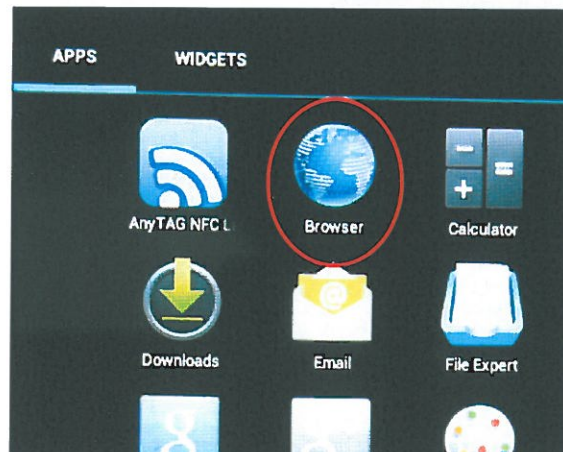 APPS WIDGETS
AnyTAG NFC L
Browser
Calculator
Downloads
Email
File Expert